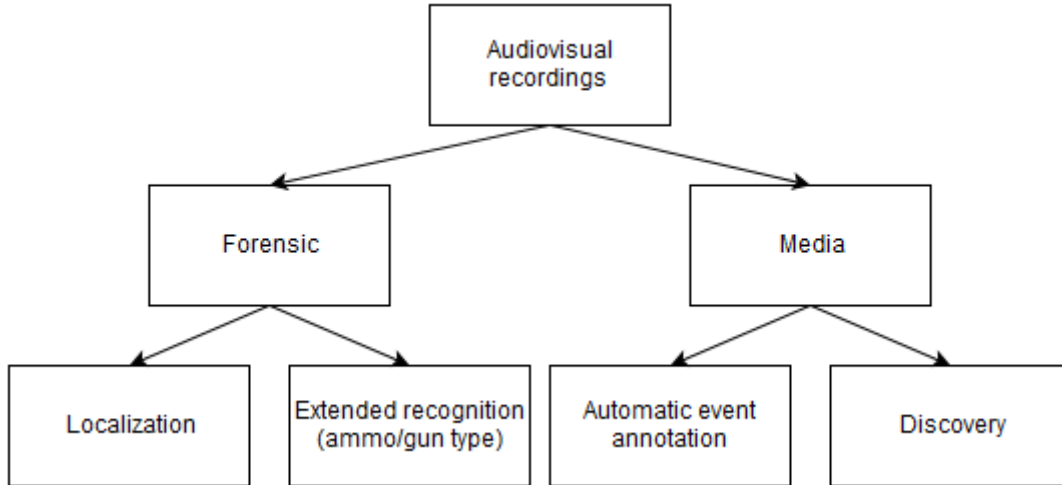 Audiovisual
recordings
Forensic
Media
Localization
Extended recognition
(ammo/gun type)
Automatic event
annotation
Discovery